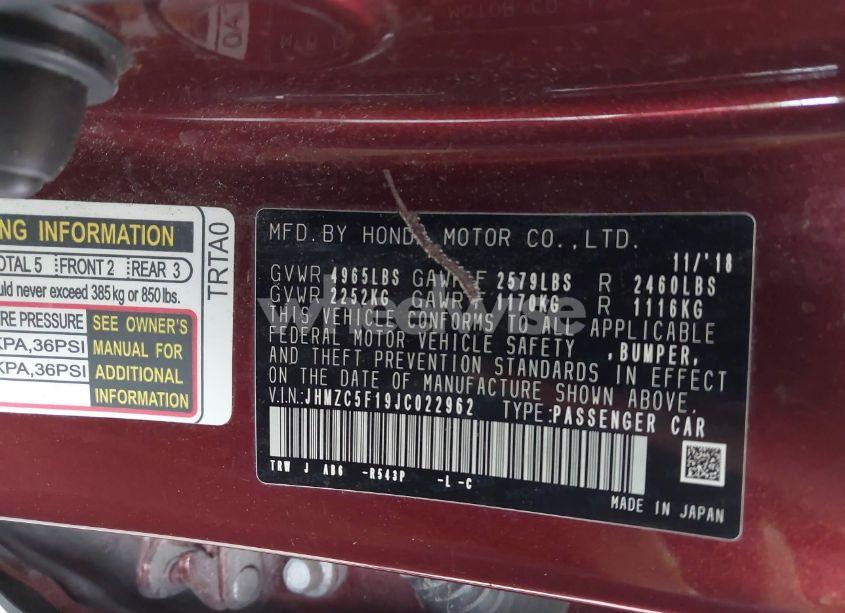 NG INFORMATION
TOTAL 5 FRONT 2 REAR 3
uld never exceed 385 kg or 850 lbs.
RE PRESSURE
SEE OWNER'S
MANUAL FOR
ADDITIONAL
INFORMATION
KPA,36PSI
KPA,36PSI
TRTA0
MFD. BY HONDA MOTOR CO., LTD.
11/'18
GVWR 4965LBS GAWR F 2579LBS R 2460LBS
GVWR 2252KG GAWR 1170KG R 1116KG
THIS VEHICLE CONFORMS TO ALL APPLICABLE
FEDERAL MOTOR VEHICLE SAFETY ,BUMPER,
AND THEFT PREVENTION STANDARDS IN EFFECT
ON THE DATE OF MANUFACTURE SHOWN ABOVE.
V.IN:JHMZC5F19JC022962 TYPE:PASSENGER CAR
TRW J AB6 -R543P -L -C
MADE IN JAPAN